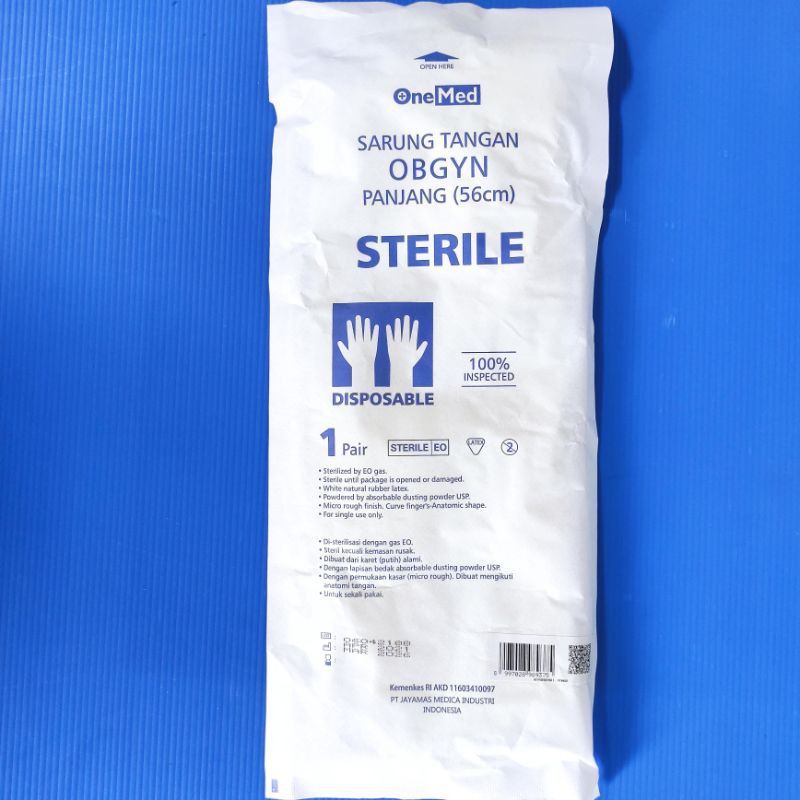 OPEN HERE
OneMed
SARUNG TANGAN
OBGYN
PANJANG (56cm)
STERILE
DISPOSABLE
100%
INSPECTED
1 Pair
STERILE EO
LATEX
2
• Sterilized by EO gas.
• Sterile until package is opened or damaged.
• White natural rubber latex.
• Powdered by absorbable dusting powder USP.
• Micro rough finish. Curve finger's-Anatomic shape.
• For single use only.
• Di-sterilisasi dengan gas EO.
• Steril kecuali kemasan rusak.
• Dibuat dari karet (putih) alami.
• Dengan lapisan bedak absorbable dusting powder USP.
• Dengan permukaan kasar (micro rough). Dibuat mengikuti
anatomi tangan.
• Untuk sekali pakai.
LOT :
2021
2026
Kemenkes RI AKD 11603410097
PT JAYAMAS MEDICA INDUSTRI
INDONESIA